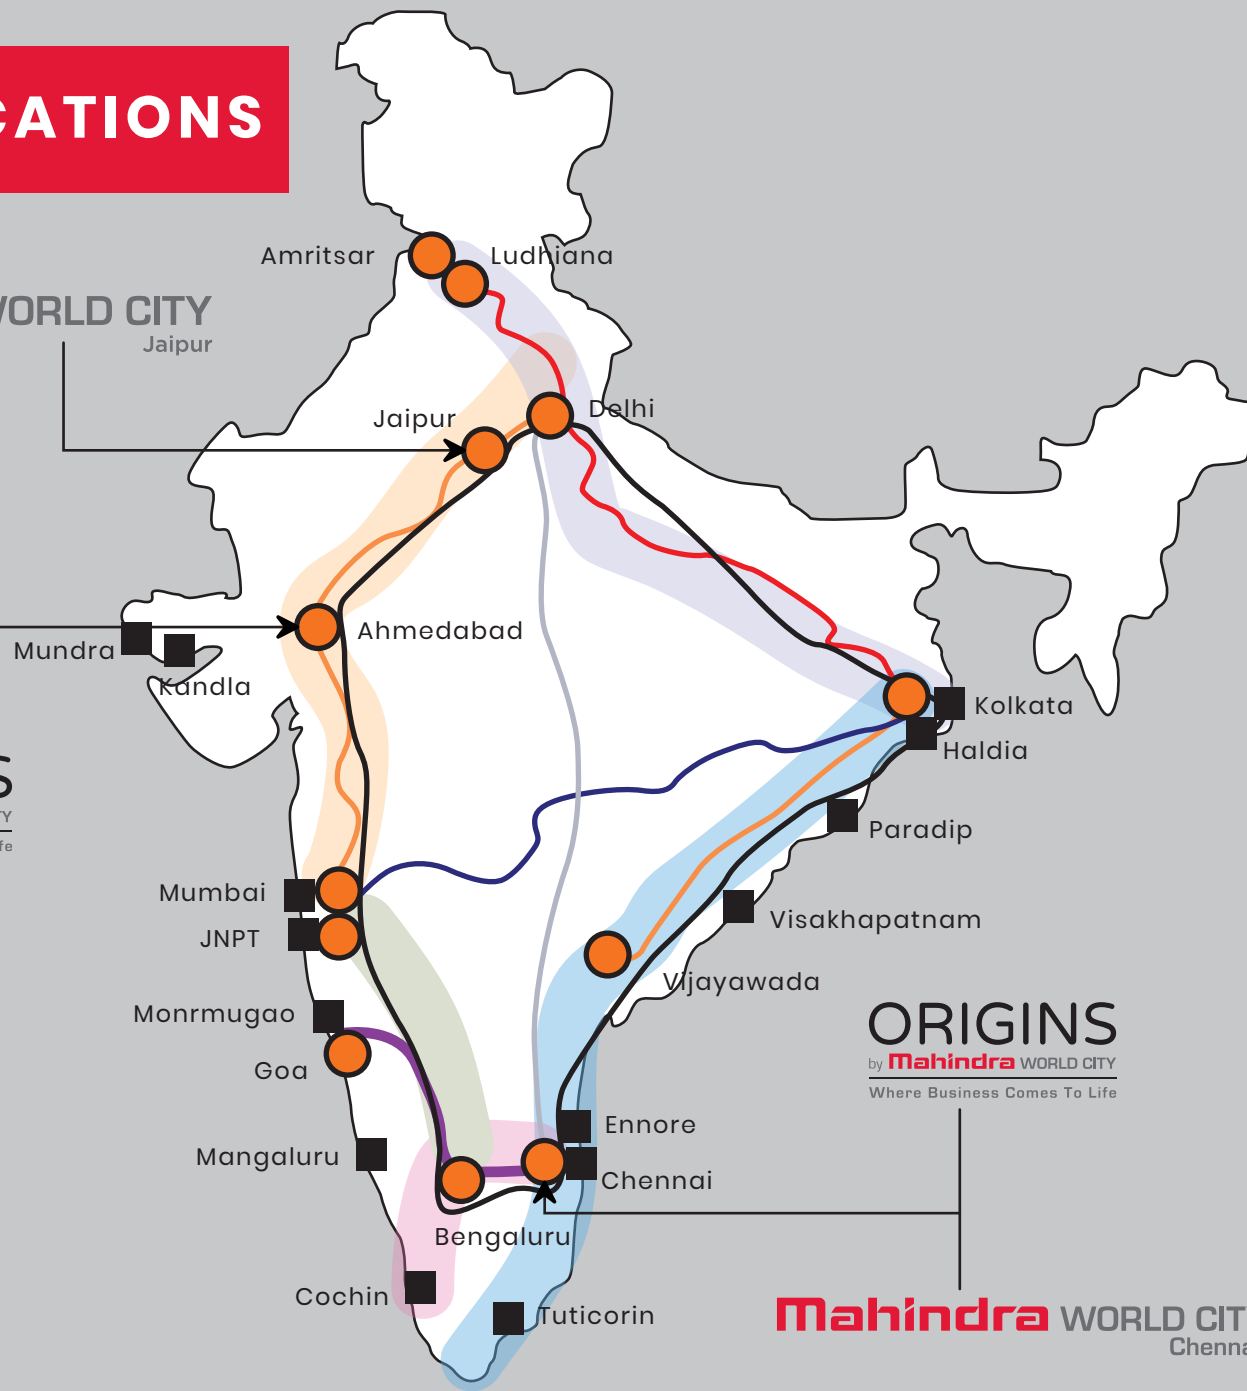 CATIONS
Amritsar
Ludhiana
WORLD CITY
Jaipur
Jaipur
Delhi
Mundra
Kandla
Ahmedabad
Kolkata
Haldia
Paradip
Mumbai
JNPT
Visakhapatnam
Vijayawada
Monrmugao
Goa
ORIGINS
by Mahindra WORLD CITY
Where Business Comes To Life
Ennore
Mangaluru
Chennai
Bengaluru
Cochin
Tuticorin
Mahindra WORLD CIT
Chenna